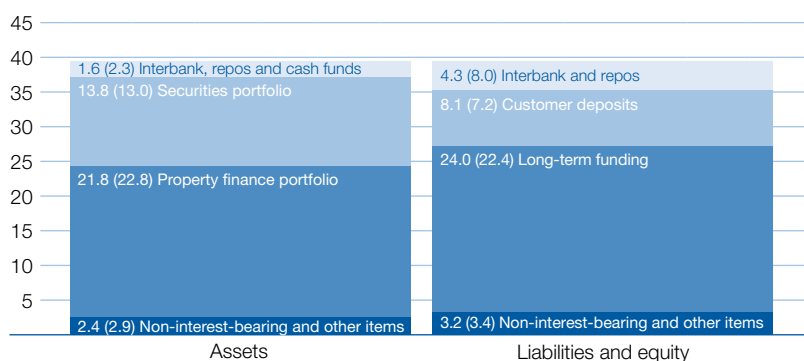 45
40
35
30
25
20
15
10
5
1.6 (2.3) Interbank, repos and cash funds
13.8 (13.0) Securities portfolio
21.8 (22.8) Property finance portfolio
2.4 (2.9) Non-interest-bearing and other items
Assets
4.3 (8.0) Interbank and repos
8.1 (7.2) Customer deposits
24.0 (22.4) Long-term funding
3.2 (3.4) Non-interest-bearing and other items
Liabilities and equity